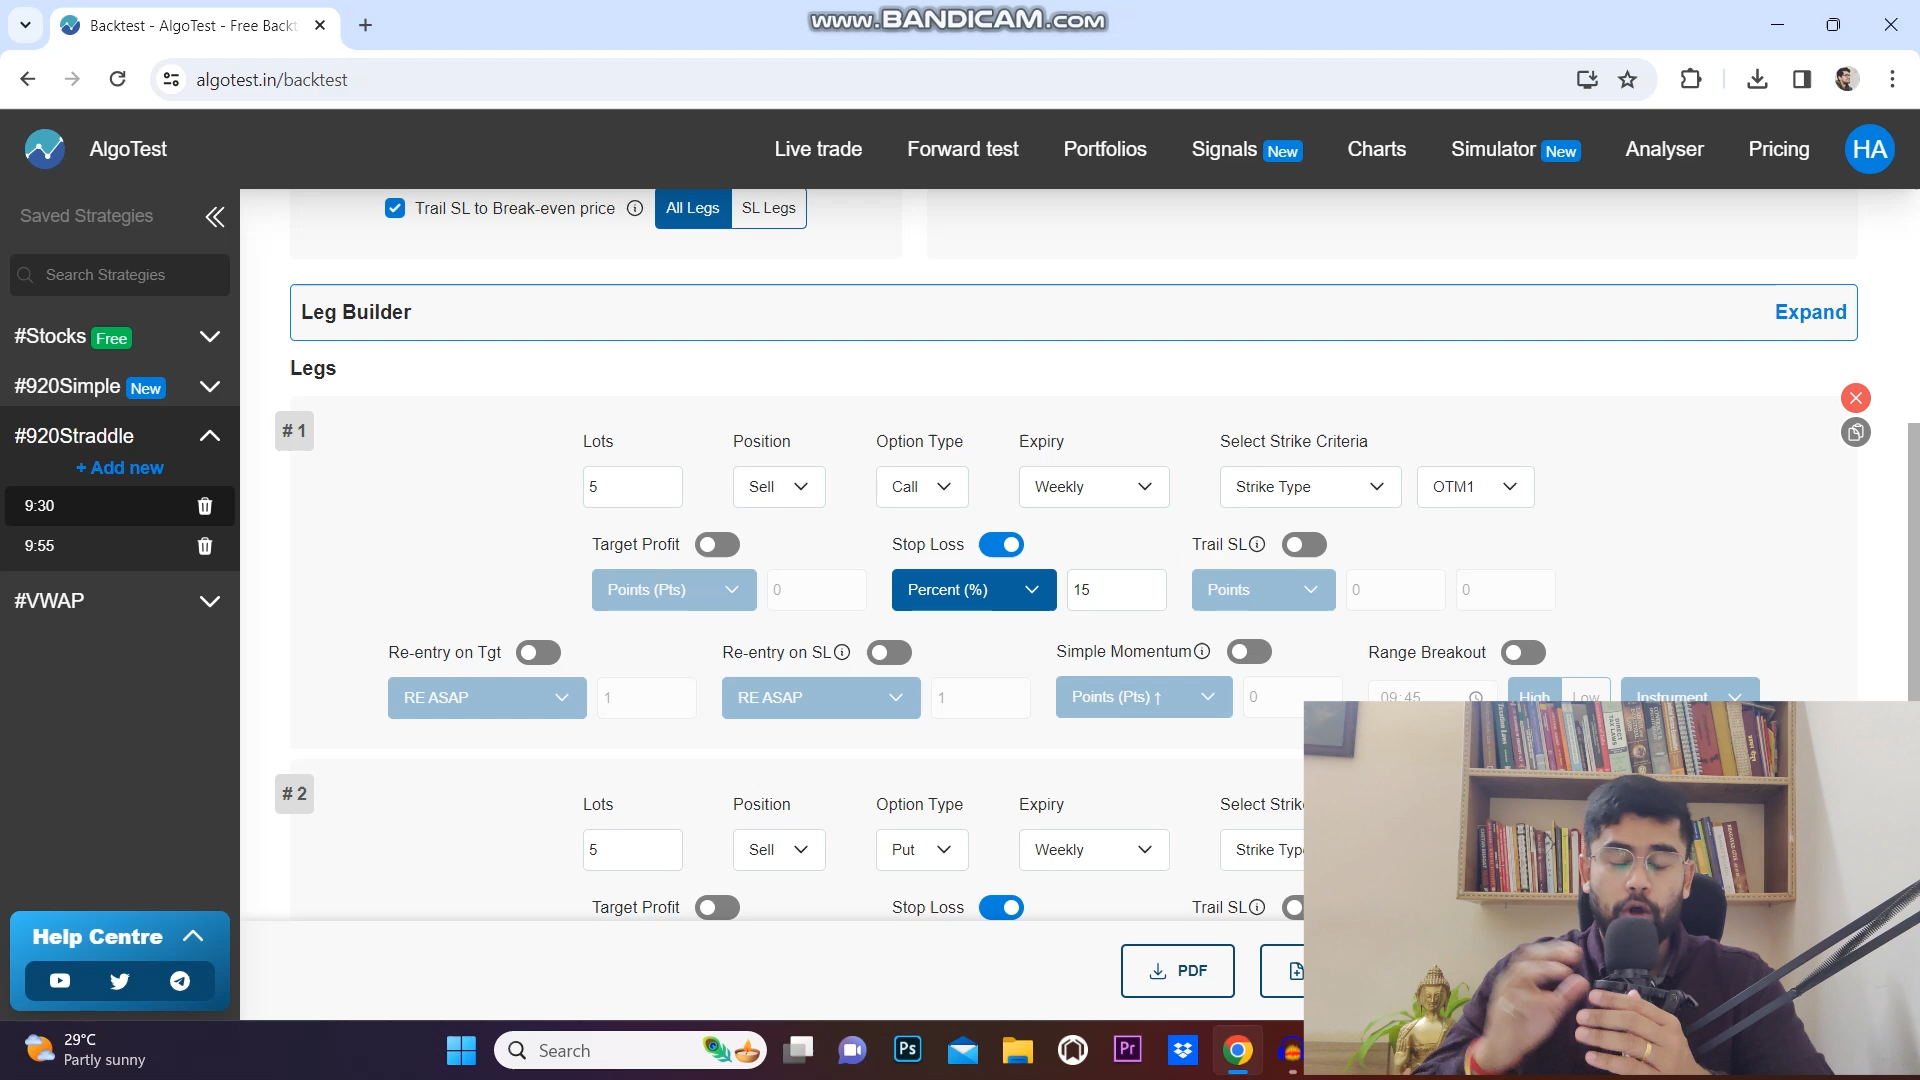 Backtest - AlgoTest - Free Backt
www.BANDICAM.com
algotest.in/backtest
AlgoTest
Live trade
Forward test
Portfolios
Signals New
Charts
Simulator New
Analyser
Pricing
HA
Saved Strategies
Search Strategies
#Stocks Free
#920Simple New
#920Straddle
+ Add new
9:30
9:55
#VWAP
Help Centre
Trail SL to Break-even price
All Legs
SL Legs
Leg Builder
Expand
Legs
# 1
Lots
Position
Option Type
Expiry
Select Strike Criteria
5
Sell
Call
Weekly
Strike Type
OTM1
Target Profit
Stop Loss
Trail SL
Points (Pts)
0
Percent (%)
15
Points
0
0
Re-entry on Tgt
Re-entry on SL
Simple Momentum
Range Breakout
RE ASAP
1
RE ASAP
1
Points (Pts) ↑
0
09:45
High
Low
Instrument
# 2
Lots
Position
Option Type
Expiry
Select Strik
5
Sell
Put
Weekly
Strike Typ
Target Profit
Stop Loss
Trail SL
PDF
29°C
Partly sunny
Search
Ps
Pr